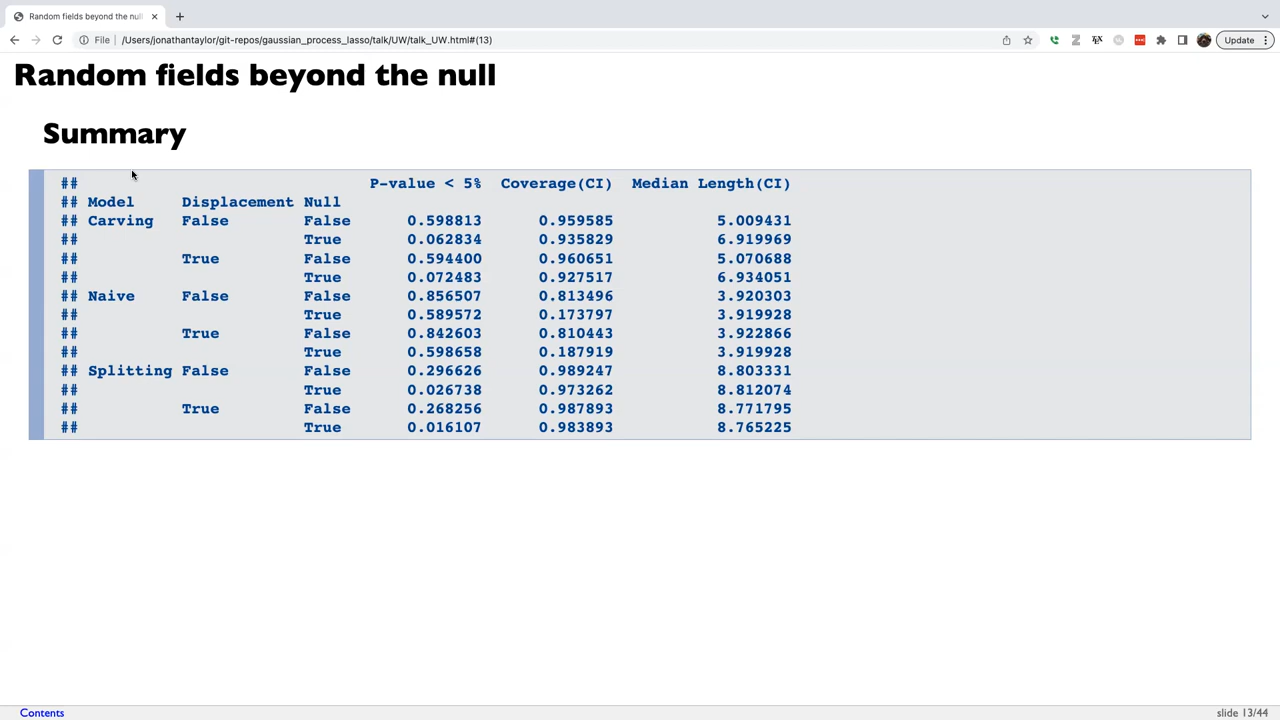 Random fields beyond the nul
File /Users/jonathantaylor/git-repos/gaussian_process_lasso/talk/UW/talk_UW.html#(13)
Update
Random fields beyond the null
Summary
## P-value < 5% Coverage(CI) Median Length(CI)
## Model Displacement Null
## Carving False False 0.598813 0.959585 5.009431
## True 0.062834 0.935829 6.919969
## True False 0.594400 0.960651 5.070688
## True 0.072483 0.927517 6.934051
## Naive False False 0.856507 0.813496 3.920303
## True 0.589572 0.173797 3.919928
## True False 0.842603 0.810443 3.922866
## True 0.598658 0.187919 3.919928
## Splitting False False 0.296626 0.989247 8.803331
## True 0.026738 0.973262 8.812074
## True False 0.268256 0.987893 8.771795
## True 0.016107 0.983893 8.765225
Contents
slide 13/44